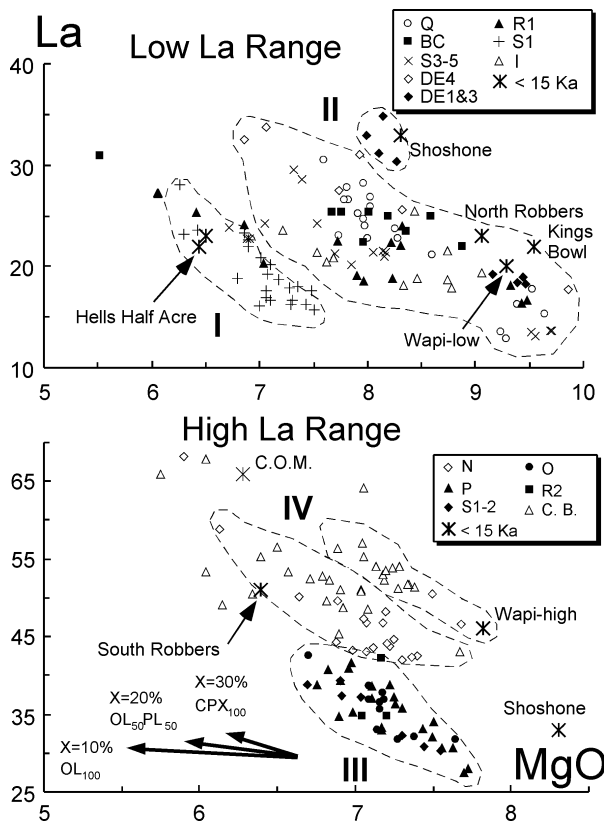 La
Low La Range
Q
R1
BC
S1
S3-5
I
DE4
< 15 Ka
DE1&3
40
II
Shoshone
30
North Robbers
Kings
Bowl
20
Hells Half Acre
I
Wapi-low
10
5
6
7
8
9
10
High La Range
65
C.O.M.
N
O
P
R2
S1-2
C. B.
< 15 Ka
IV
55
Wapi-high
45
South Robbers
X=30%
CPX100
X=20%
OL50PL50
X=10%
OL100
35
Shoshone
III
MgO
25
5
6
7
8